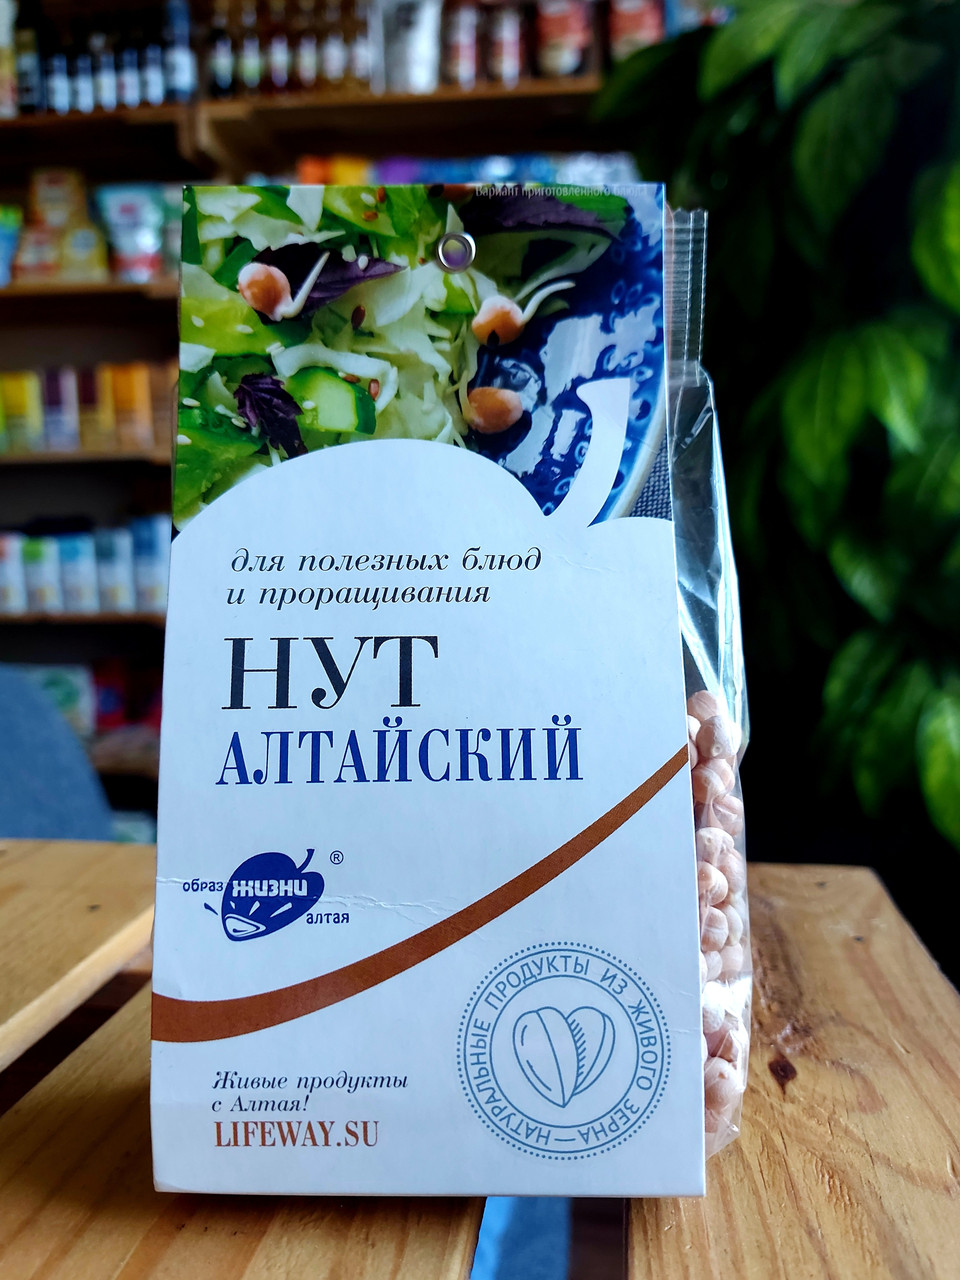 Вариант приготовленного блюда
для полезных блюд
и проращивания
НУТ
АЛТАЙСКИЙ
образ
жизни
®
алтая
НАТУРАЛЬНЫЕ ПРОДУКТЫ ИЗ ЖИВОГО ЗЕРНА —
Живые продукты
с Алтая!
LIFEWAY.SU